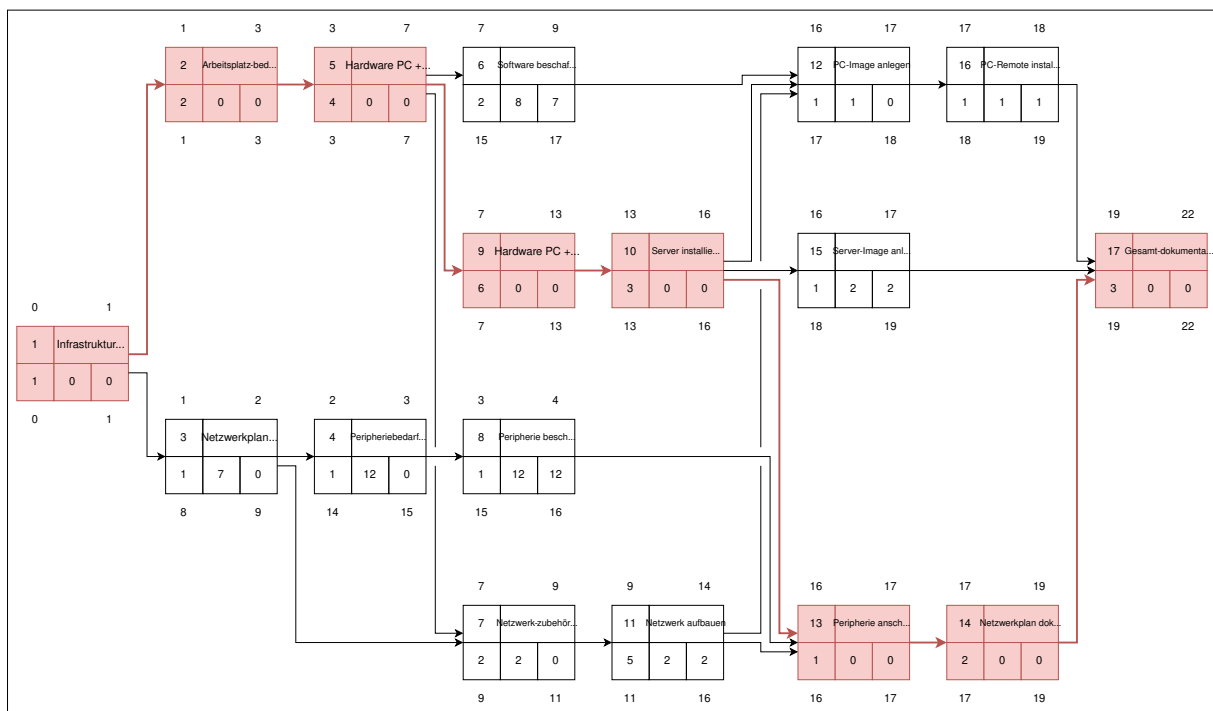 1 3 3 7 7 9 16 17 17 18
2 Arbeitsplatz-bed... 5 Hardware PC +... 6 Software beschaf... 12 PC-Image anlegen 16 PC-Remote instal...
2 0 0 4 0 0 2 8 7 1 1 0 1 1 1
1 3 3 7 15 17 17 18 18 19
7 13 13 16 16 17 19 22
9 Hardware PC +... 10 Server installie... 15 Server-Image anl... 17 Gesamt-dokumenta...
6 0 0 3 0 0 1 2 2 3 0 0
7 13 13 16 18 19 19 22
0 1
1 Infrastruktur...
1 0 0
0 1
1 2 2 3 3 4
3 Netzwerkplan... 4 Peripheriebedarf... 8 Peripherie besch...
1 7 0 1 12 0 1 12 12
8 9 14 15 15 16
7 9 9 14 16 17 17 19
7 Netzwerk-zubehör... 11 Netzwerk aufbauen 13 Peripherie ansch... 14 Netzwerkplan dok...
2 2 0 5 2 2 1 0 0 2 0 0
9 11 11 16 16 17 17 19